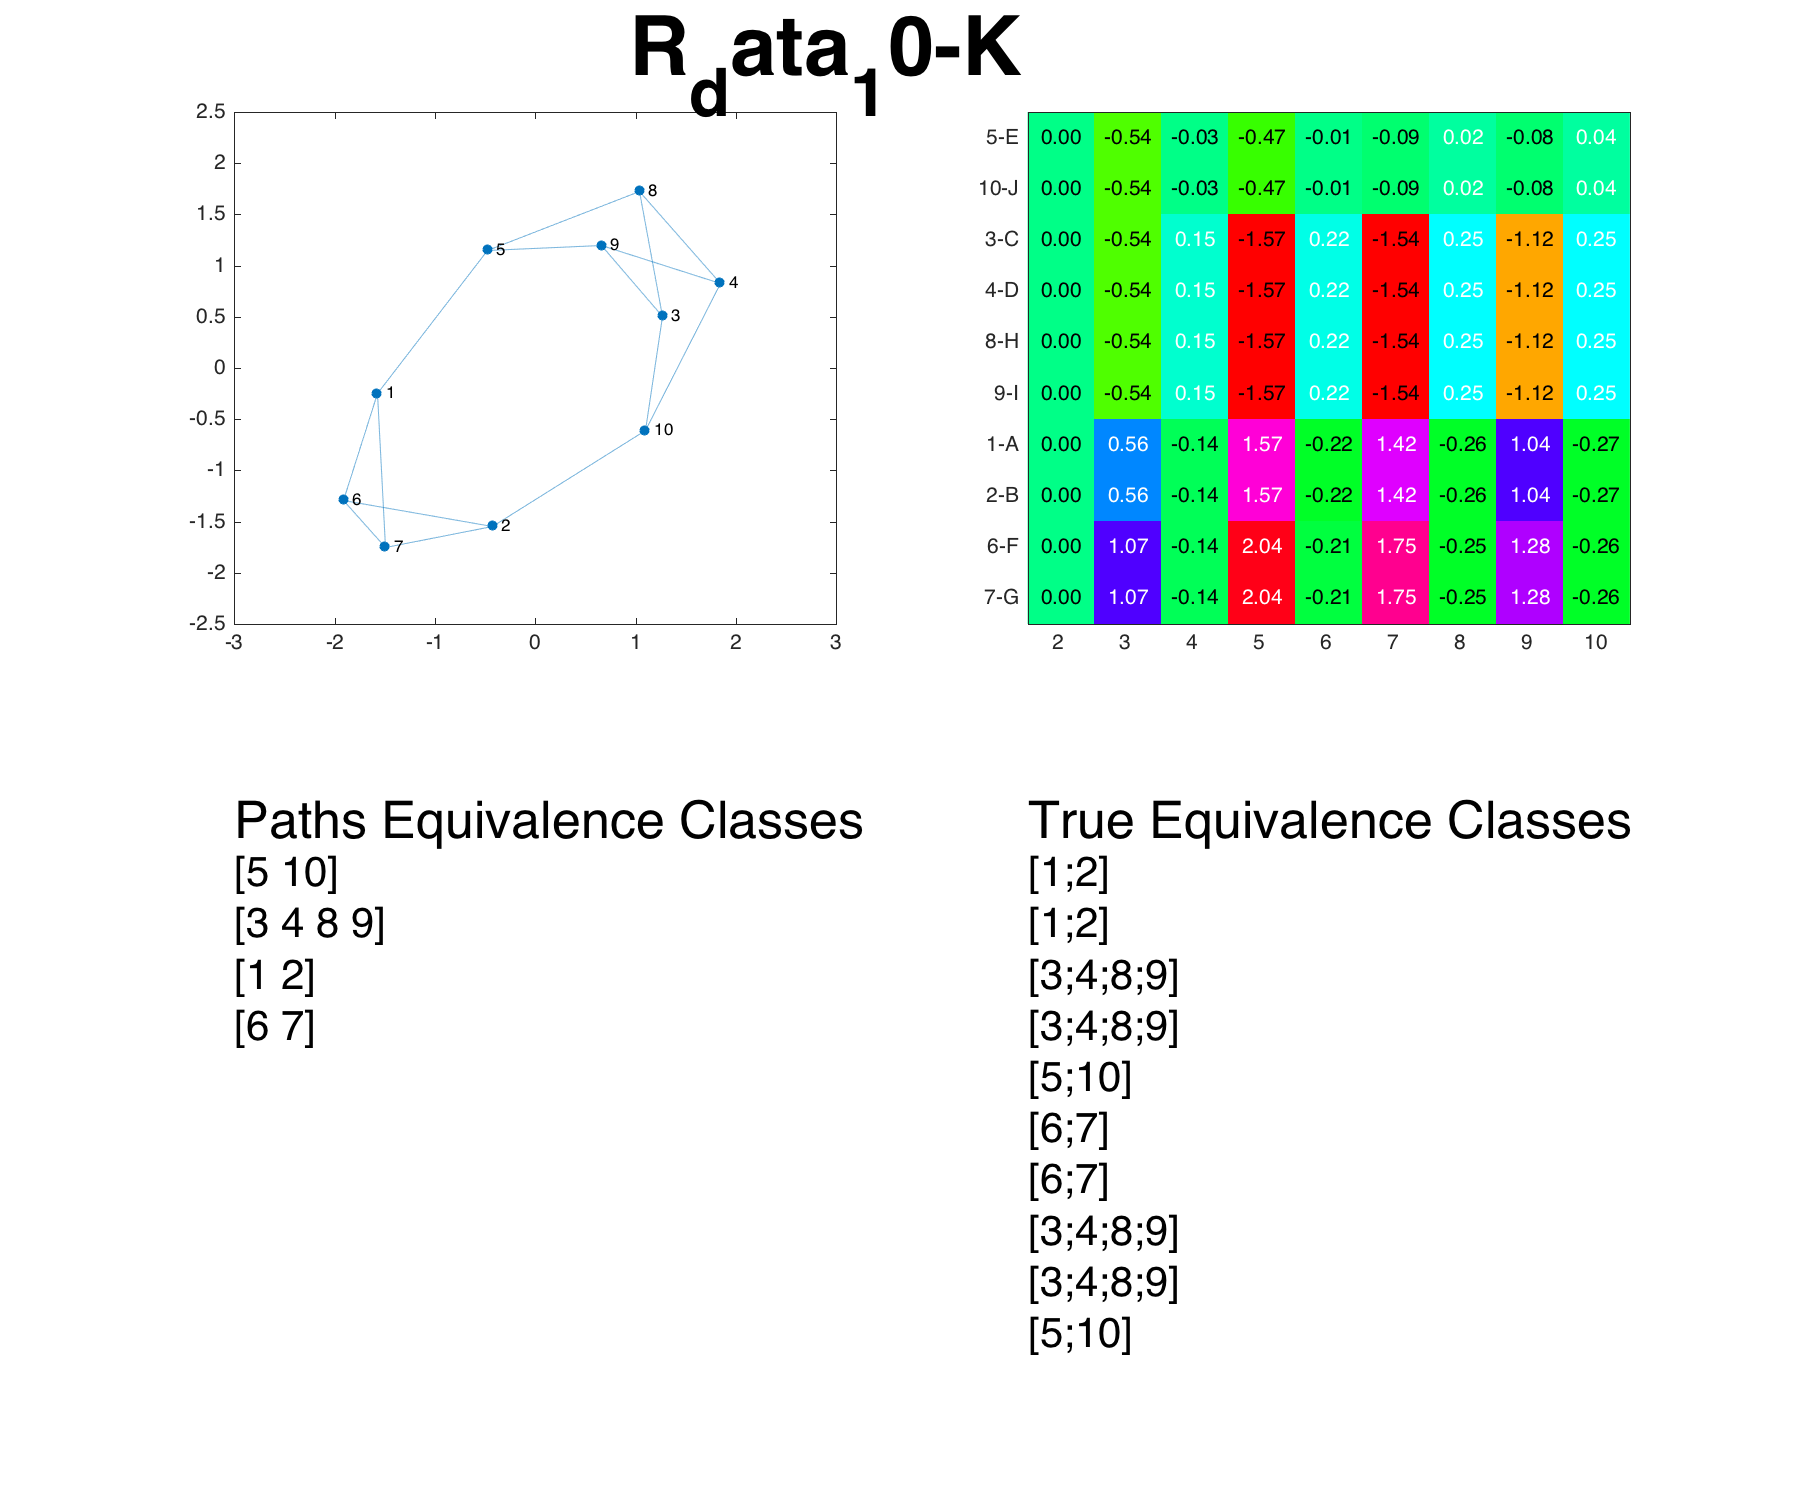 R_data_10-K
2.5
2
1.5
1
0.5
0
-0.5
-1
-1.5
-2
-2.5
-3 -2 -1 0 1 2 3
8
5
9
4
3
1
10
6
2
7
5-E 0.00 -0.54 -0.03 -0.47 -0.01 -0.09 0.02 -0.08 0.04
10-J 0.00 -0.54 -0.03 -0.47 -0.01 -0.09 0.02 -0.08 0.04
3-C 0.00 -0.54 0.15 -1.57 0.22 -1.54 0.25 -1.12 0.25
4-D 0.00 -0.54 0.15 -1.57 0.22 -1.54 0.25 -1.12 0.25
8-H 0.00 -0.54 0.15 -1.57 0.22 -1.54 0.25 -1.12 0.25
9-I 0.00 -0.54 0.15 -1.57 0.22 -1.54 0.25 -1.12 0.25
1-A 0.00 0.56 -0.14 1.57 -0.22 1.42 -0.26 1.04 -0.27
2-B 0.00 0.56 -0.14 1.57 -0.22 1.42 -0.26 1.04 -0.27
6-F 0.00 1.07 -0.14 2.04 -0.21 1.75 -0.25 1.28 -0.26
7-G 0.00 1.07 -0.14 2.04 -0.21 1.75 -0.25 1.28 -0.26
2 3 4 5 6 7 8 9 10
Paths Equivalence Classes
[5 10]
[3 4 8 9]
[1 2]
[6 7]
True Equivalence Classes
[1;2]
[1;2]
[3;4;8;9]
[3;4;8;9]
[5;10]
[6;7]
[6;7]
[3;4;8;9]
[3;4;8;9]
[5;10]